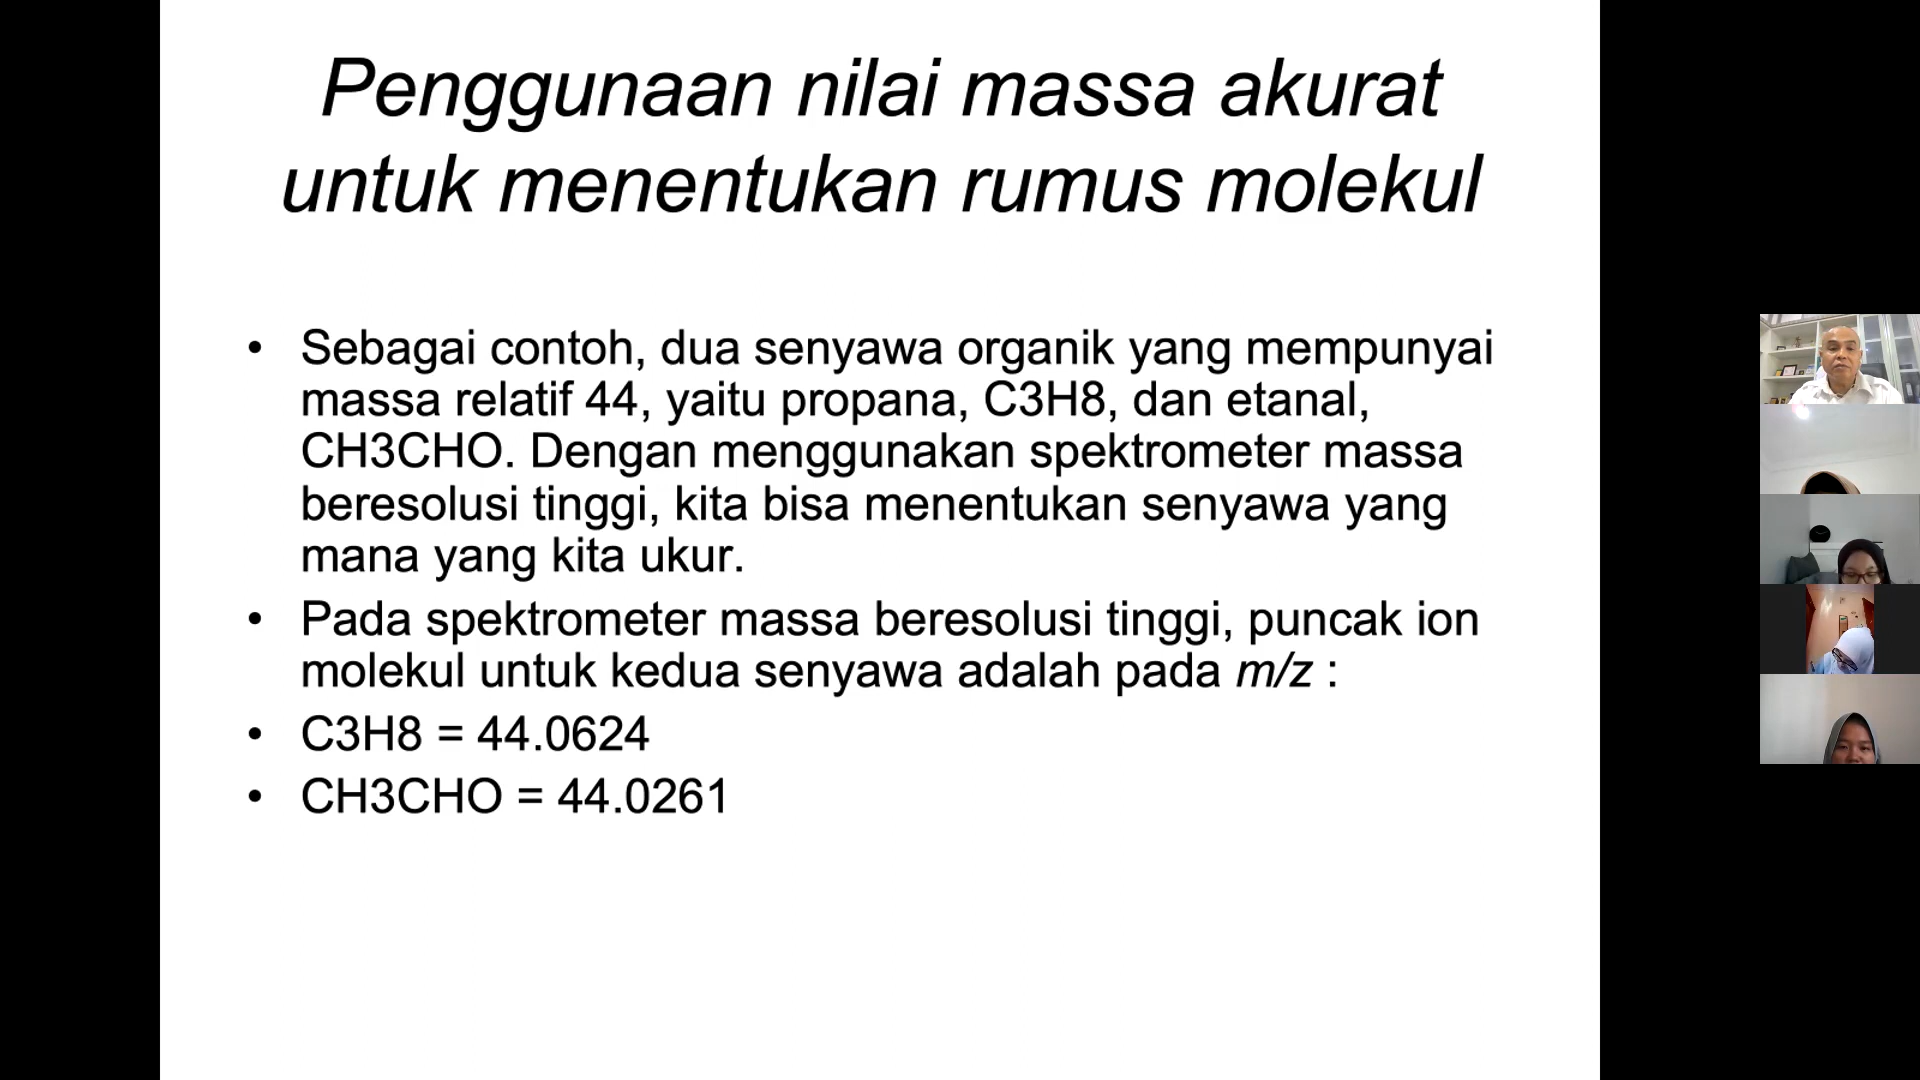 Penggunaan nilai massa akurat
untuk menentukan rumus molekul
• Sebagai contoh, dua senyawa organik yang mempunyai
massa relatif 44, yaitu propana, C3H8, dan etanal,
CH3CHO. Dengan menggunakan spektrometer massa
beresolusi tinggi, kita bisa menentukan senyawa yang
mana yang kita ukur.
• Pada spektrometer massa beresolusi tinggi, puncak ion
molekul untuk kedua senyawa adalah pada m/z :
• C3H8 = 44.0624
• CH3CHO = 44.0261